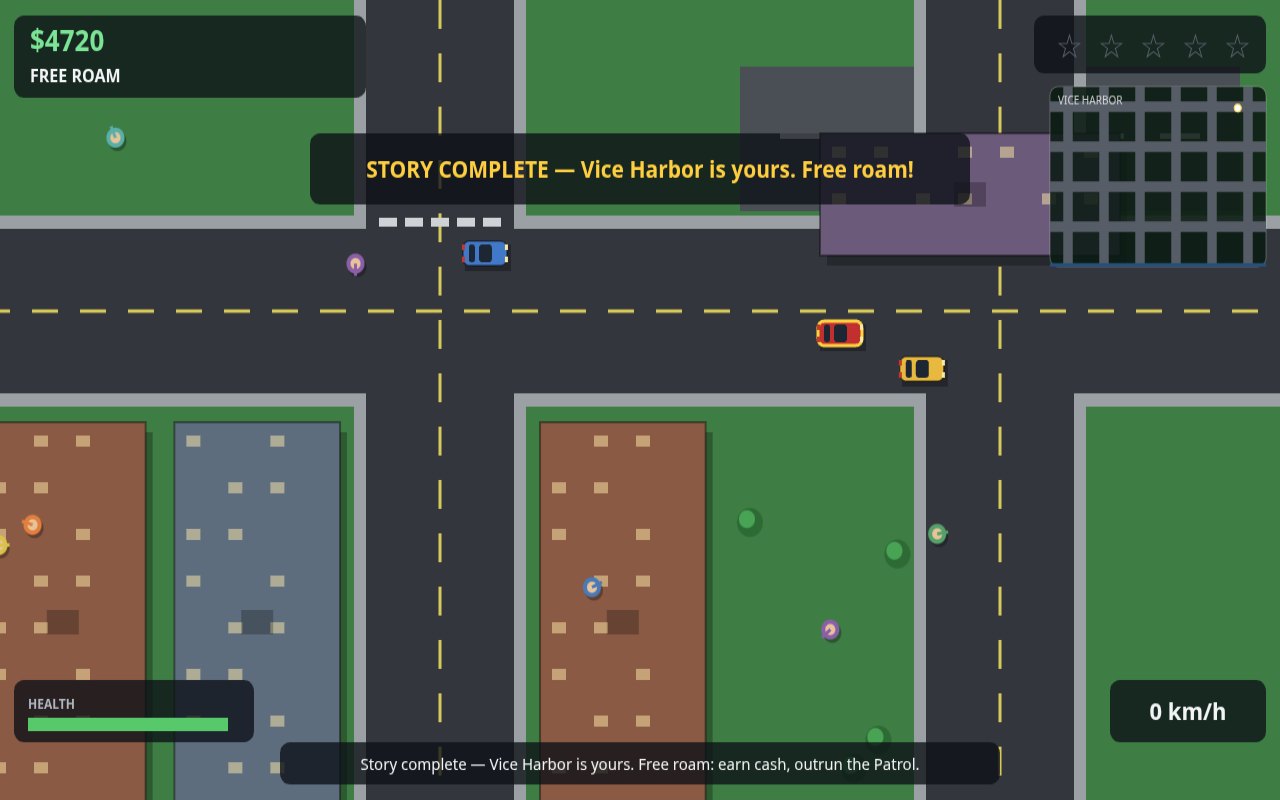 $4720
FREE ROAM
☆ ☆ ☆ ☆ ☆
VICE HARBOR
STORY COMPLETE — Vice Harbor is yours. Free roam!
HEALTH
0 km/h
Story complete — Vice Harbor is yours. Free roam: earn cash, outrun the Patrol.